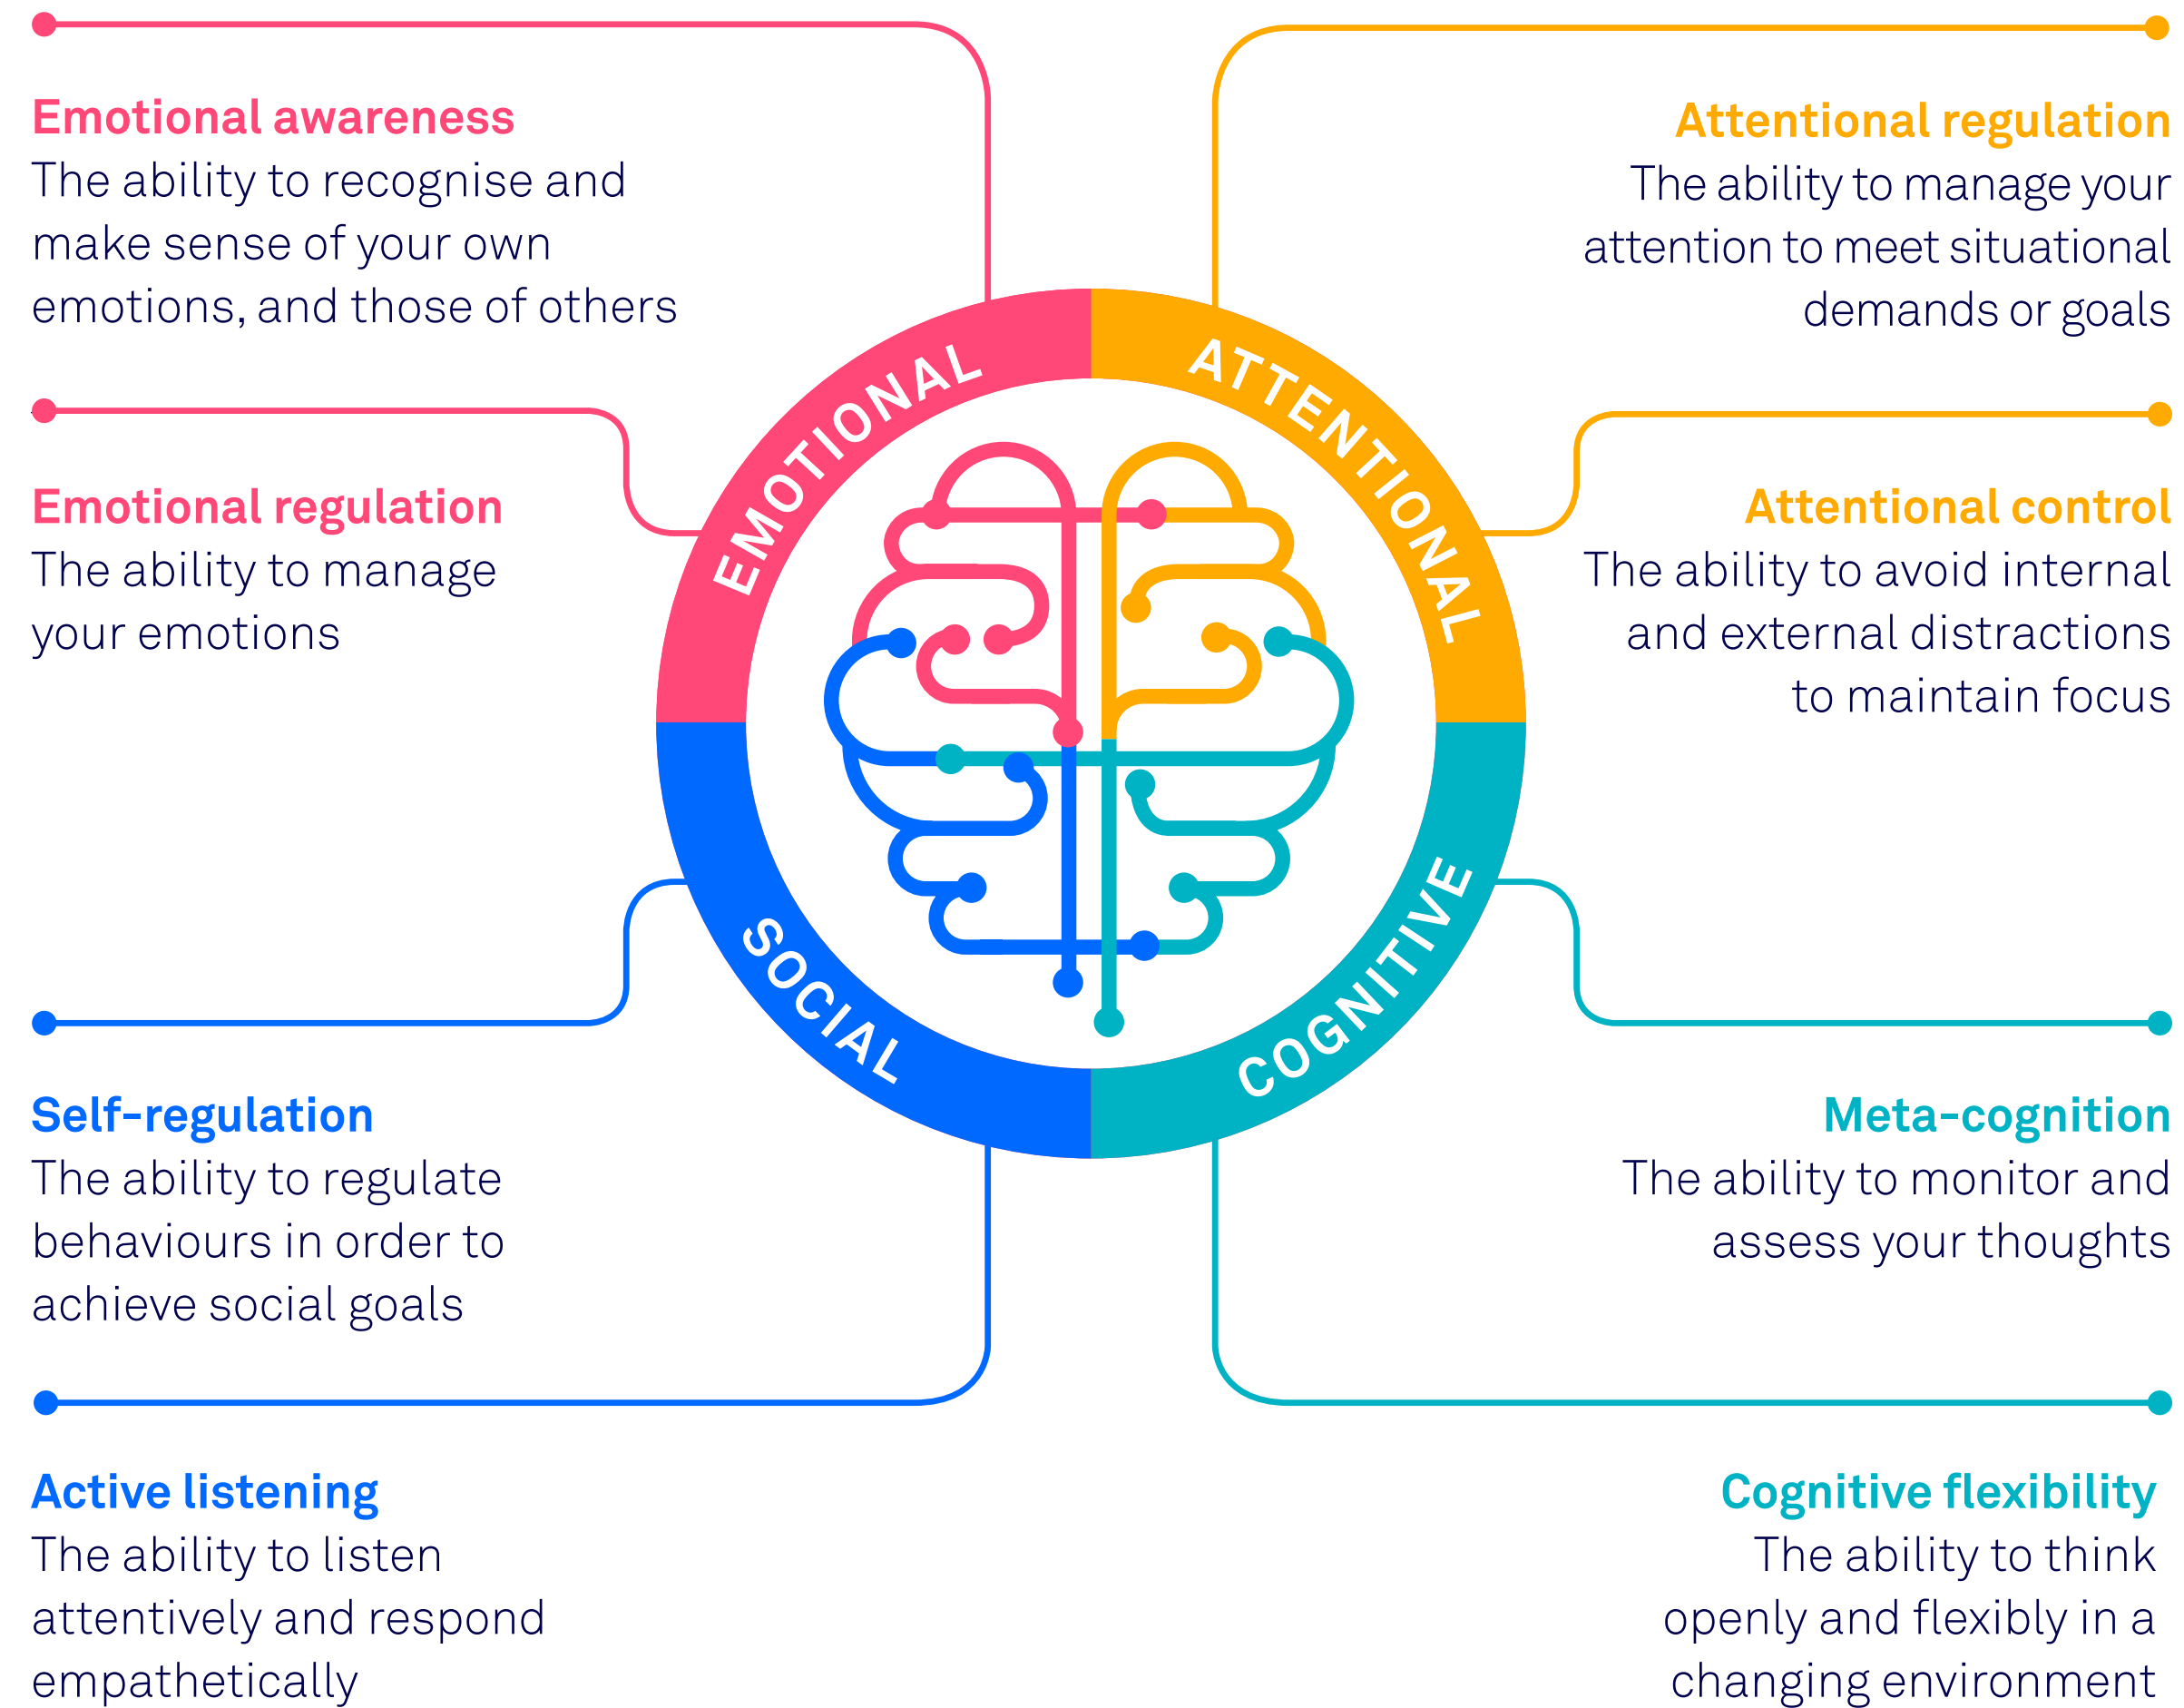 Emotional awareness
The ability to recognise and
make sense of your own
emotions, and those of others
Emotional regulation
The ability to manage
your emotions
Self-regulation
The ability to regulate
behaviours in order to
achieve social goals
Active listening
The ability to listen
attentively and respond
empathetically
EMOTIONAL
ATTENTIONAL
SOCIAL
COGNITIVE
Attentional regulation
The ability to manage your
attention to meet situational
demands or goals
Attentional control
The ability to avoid internal
and external distractions
to maintain focus
Meta-cognition
The ability to monitor and
assess your thoughts
Cognitive flexibility
The ability to think
openly and flexibly in a
changing environment